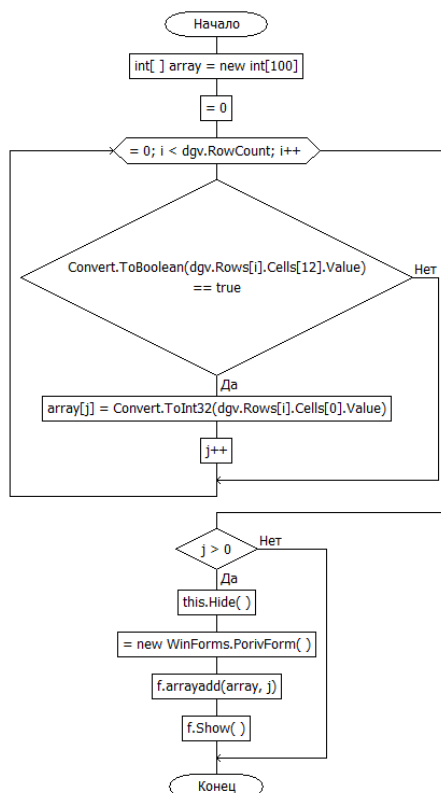 Начало
int[ ] array = new int[100]
= 0
= 0; i < dgv.RowCount; i++
Convert.ToBoolean(dgv.Rows[i].Cells[12].Value)
== true
Нет
Да
array[j] = Convert.ToInt32(dgv.Rows[i].Cells[0].Value)
j++
j > 0
Нет
Да
this.Hide( )
= new WinForms.PorivForm( )
f.arrayadd(array, j)
f.Show( )
Конец